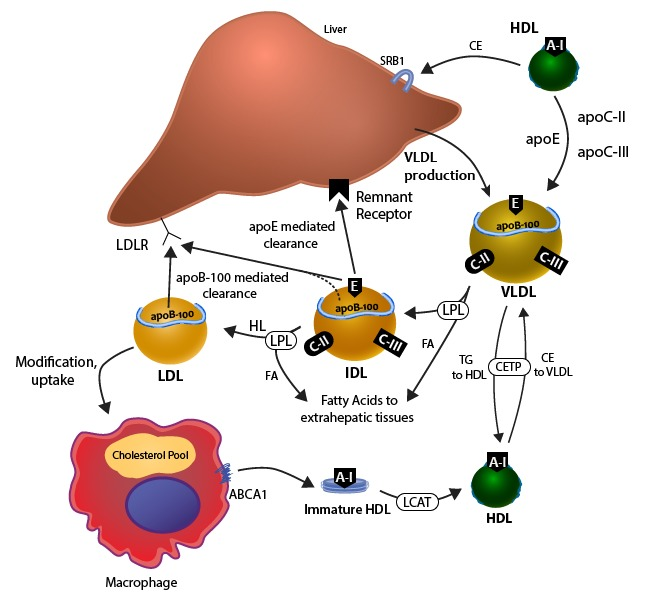 Liver
HDL
A-I
CE
SRB1
apoC-II
apoE
apoC-III
VLDL
production
Remnant
Receptor
E
apoB-100
C-II
C-III
VLDL
LDLR
apoE mediated
clearance
apoB-100 mediated
clearance
E
apoB-100
C-II
C-III
IDL
LPL
FA
HL
LPL
FA
apoB-100
LDL
Fatty Acids to
extrahepatic tissues
TG
to HDL
CETP
CE
to VLDL
Modification,
uptake
Cholesterol Pool
ABCA1
Macrophage
A-I
Immature HDL
LCAT
A-I
HDL